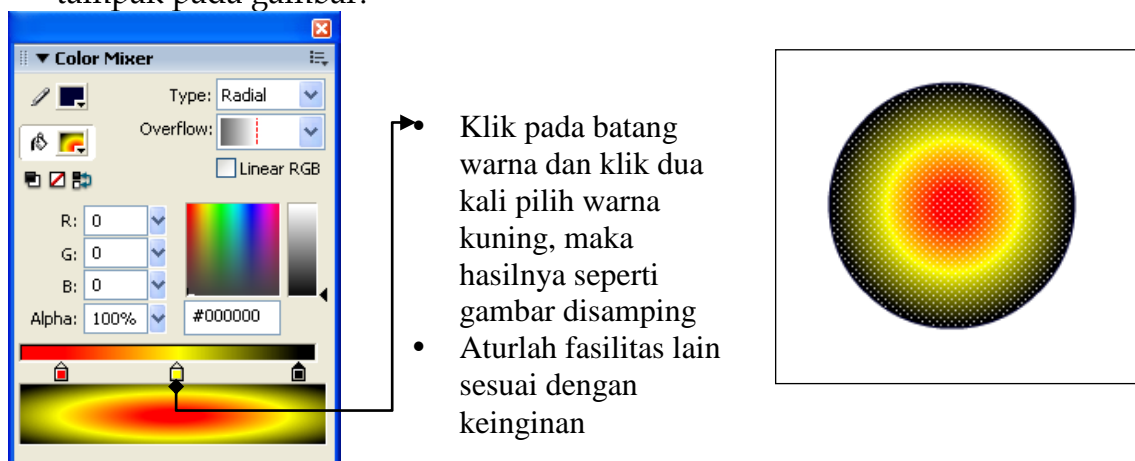 tampak pada gambar.
Color Mixer
Type: Radial
Overflow:
Linear RGB
R: 0
G: 0
B: 0
Alpha: 100% #000000
• Klik pada batang
warna dan klik dua
kali pilih warna
kuning, maka
hasilnya seperti
gambar disamping
• Aturlah fasilitas lain
sesuai dengan
keinginan